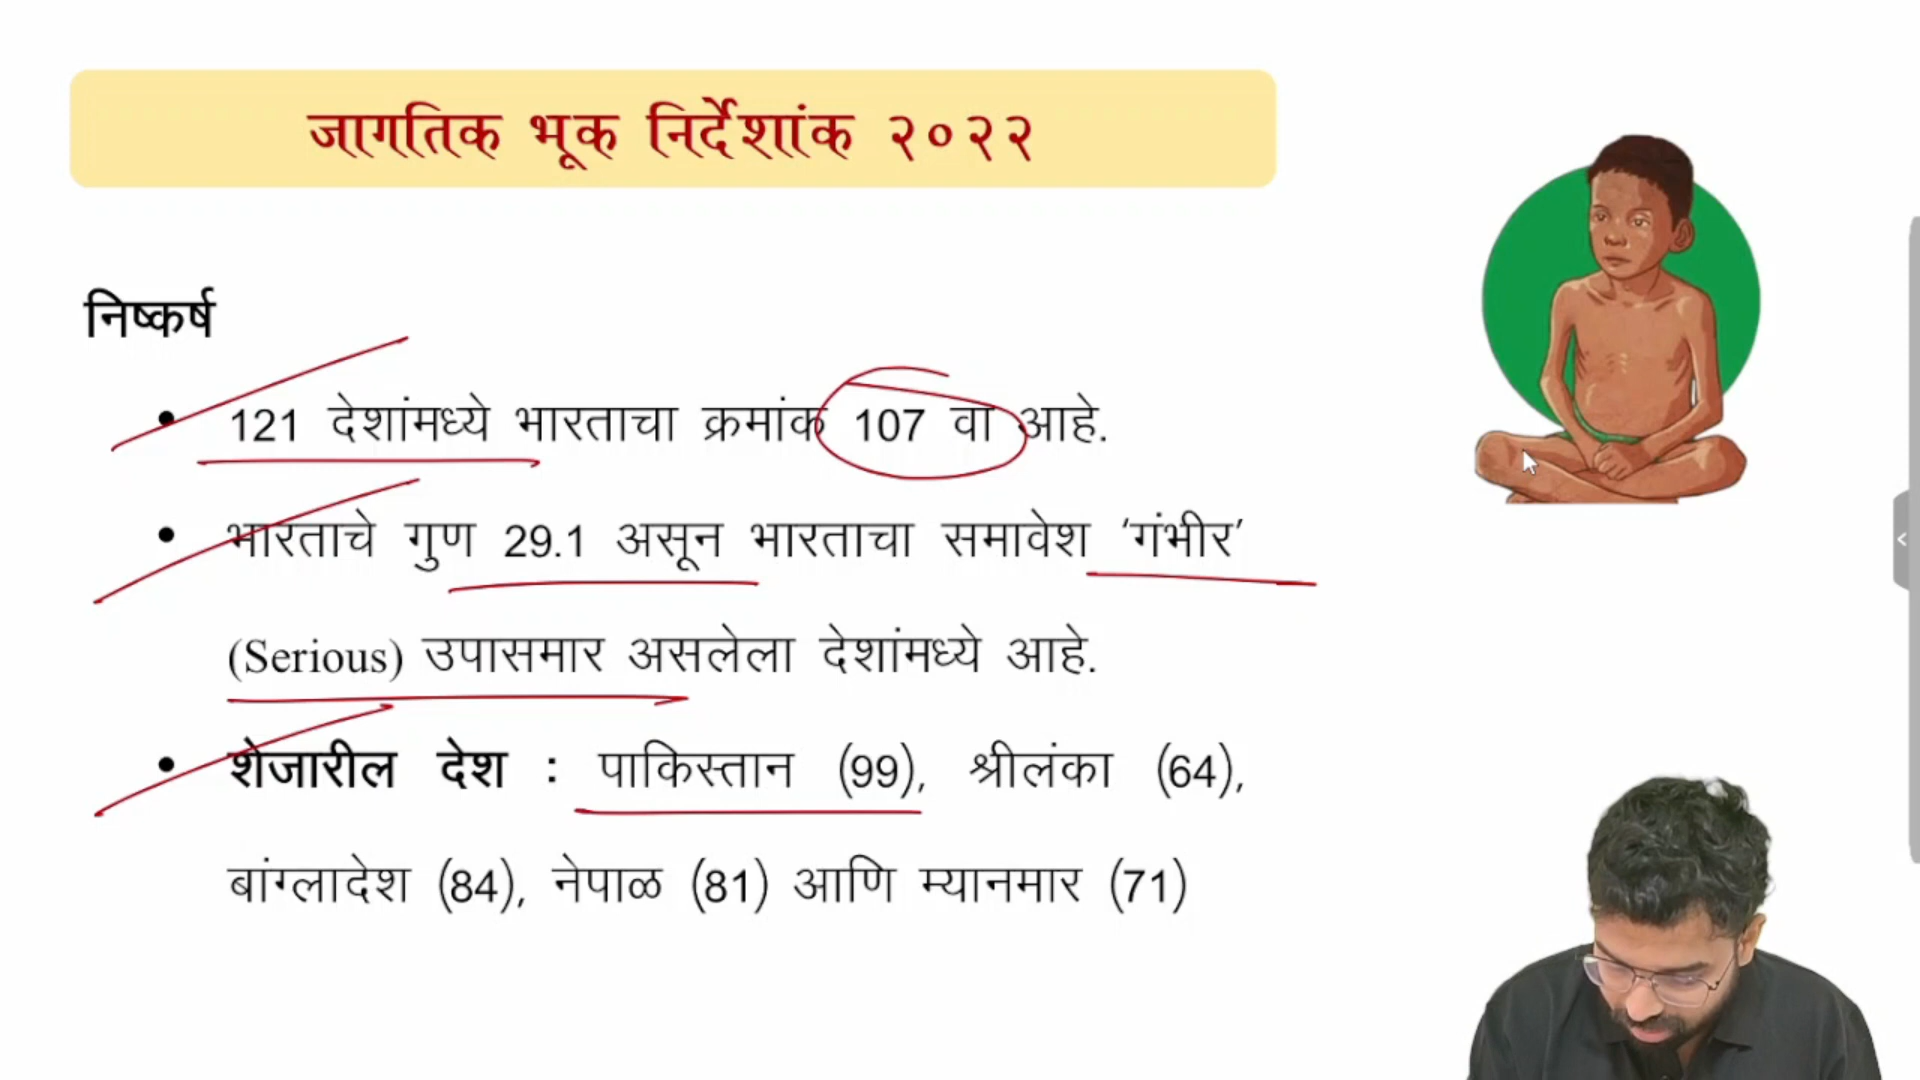 जागतिक भूक निर्देशांक २०२२
निष्कर्ष
• 121 देशांमध्ये भारताचा क्रमांक 107 वा आहे.
• भारताचे गुण 29.1 असून भारताचा समावेश ‘गंभीर’
(Serious) उपासमार असलेला देशांमध्ये आहे.
• शेजारील देश : पाकिस्तान (99), श्रीलंका (64),
बांग्लादेश (84), नेपाळ (81) आणि म्यानमार (71)